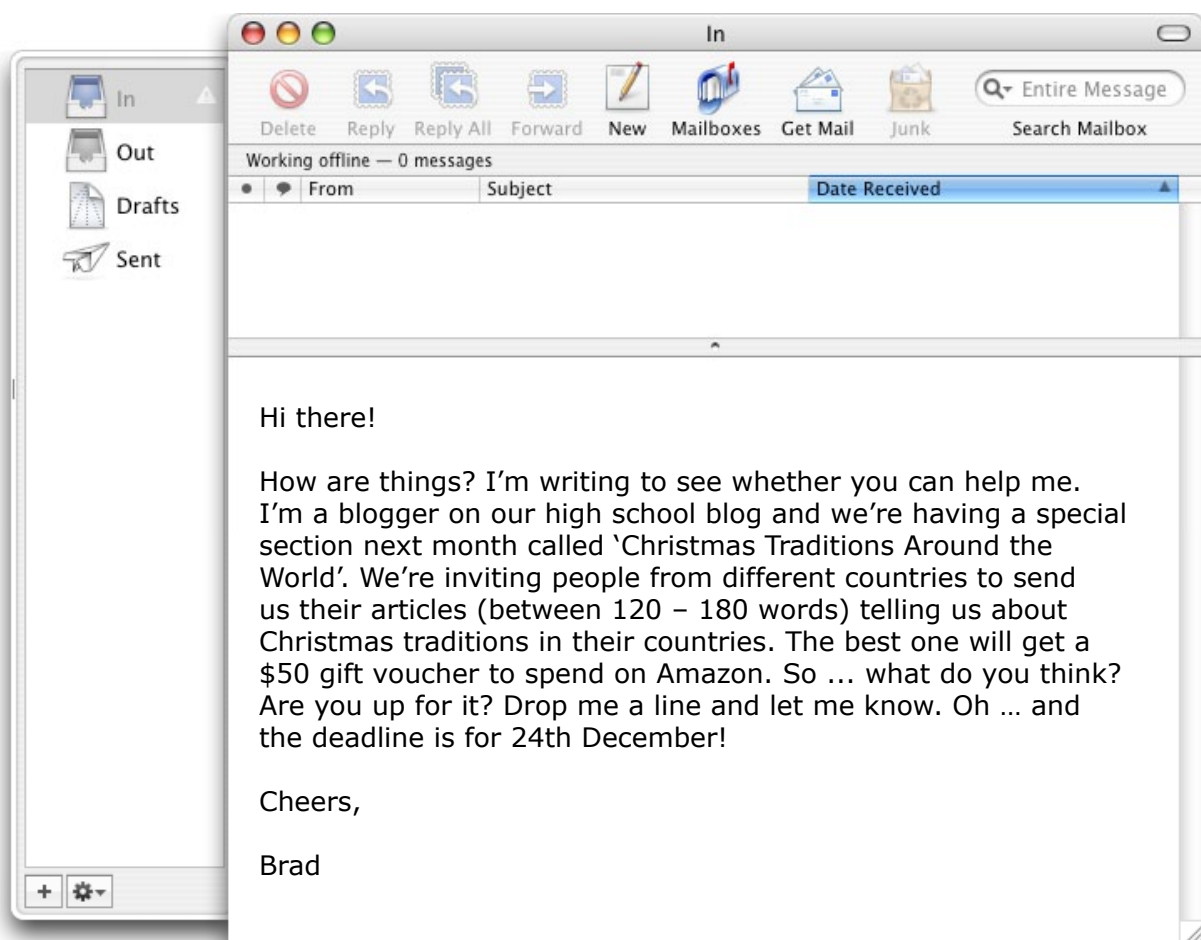 In
In
Out
Drafts
Sent
Delete Reply Reply All Forward New Mailboxes Get Mail Junk Search Mailbox
Entire Message
Working offline — 0 messages
From Subject Date Received
Hi there!
How are things? I’m writing to see whether you can help me.
I’m a blogger on our high school blog and we’re having a special
section next month called ‘Christmas Traditions Around the
World’. We’re inviting people from different countries to send
us their articles (between 120 – 180 words) telling us about
Christmas traditions in their countries. The best one will get a
$50 gift voucher to spend on Amazon. So ... what do you think?
Are you up for it? Drop me a line and let me know. Oh … and
the deadline is for 24th December!
Cheers,
Brad